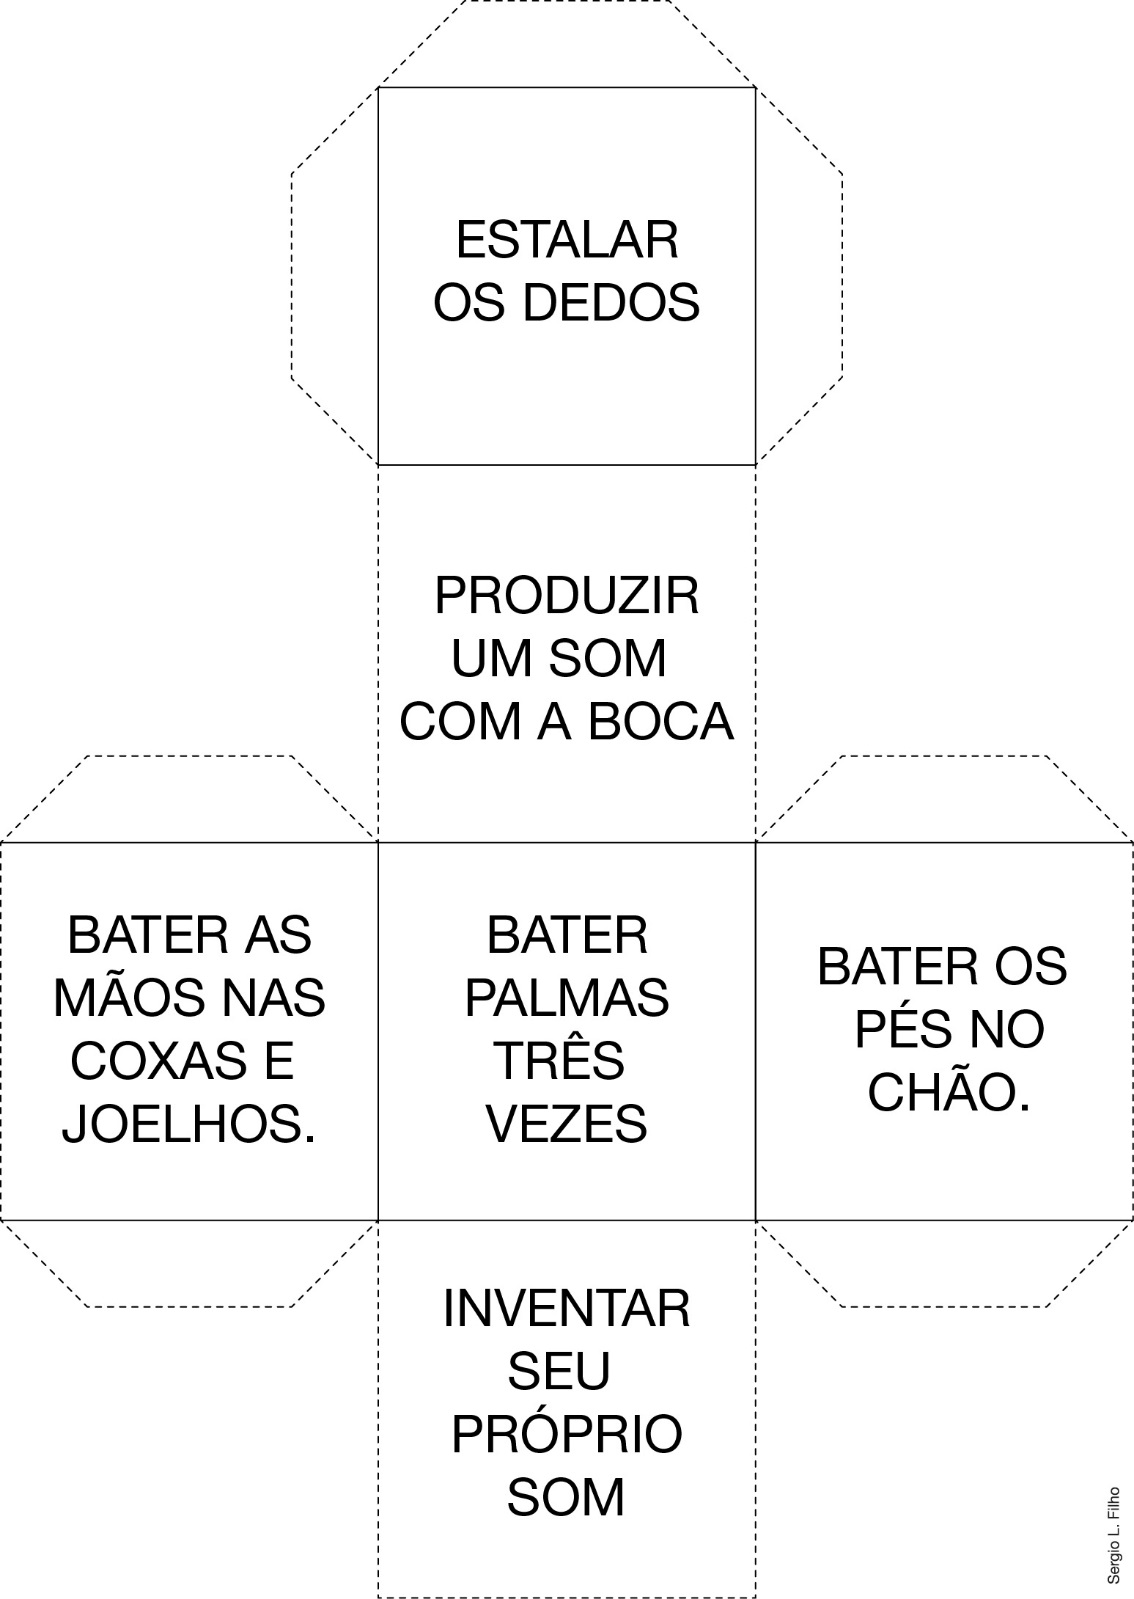 ESTALAR
OS DEDOS
PRODUZIR
UM SOM
COM A BOCA
BATER AS
MÃOS NAS
COXAS E
JOELHOS.
BATER
PALMAS
TRÊS
VEZES
BATER OS
PÉS NO
CHÃO.
INVENTAR
SEU
PRÓPRIO
SOM
Sergio L. Filho